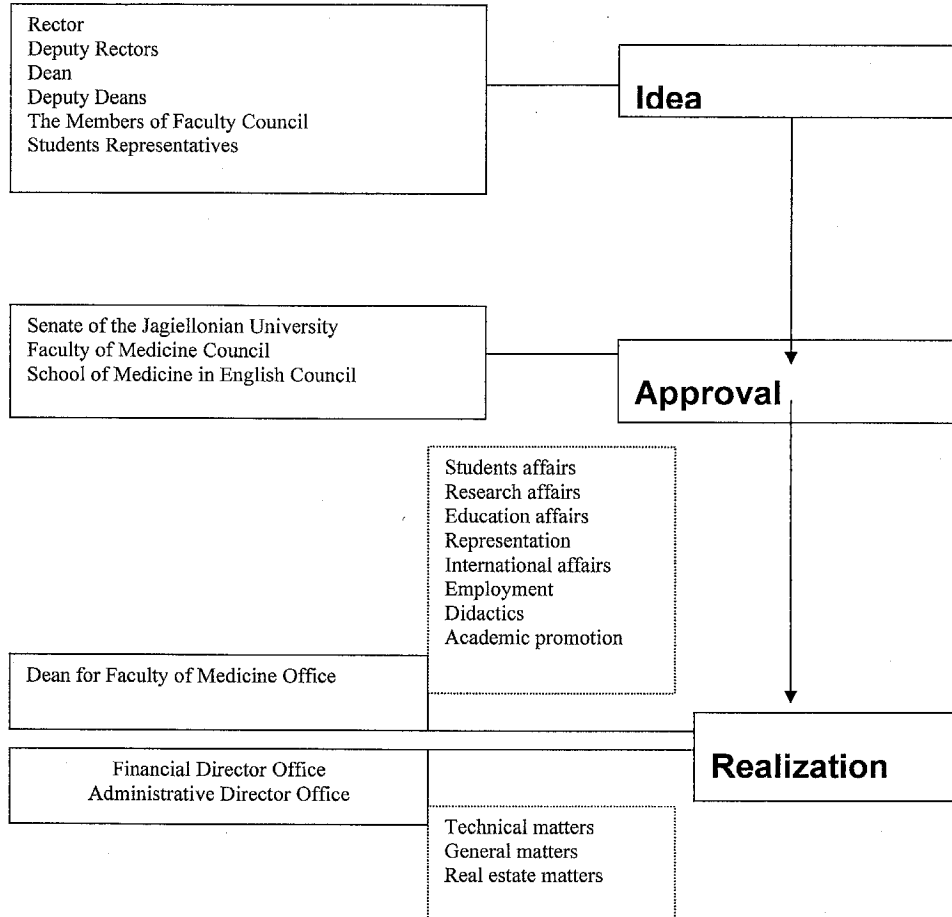 Rector
Deputy Rectors
Dean
Deputy Deans
The Members of Faculty Council
Students Representatives
Idea
Senate of the Jagiellonian University
Faculty of Medicine Council
School of Medicine in English Council
Approval
Students affairs
Research affairs
Education affairs
Representation
International affairs
Employment
Didactics
Academic promotion
Dean for Faculty of Medicine Office
Realization
Financial Director Office
Administrative Director Office
Technical matters
General matters
Real estate matters